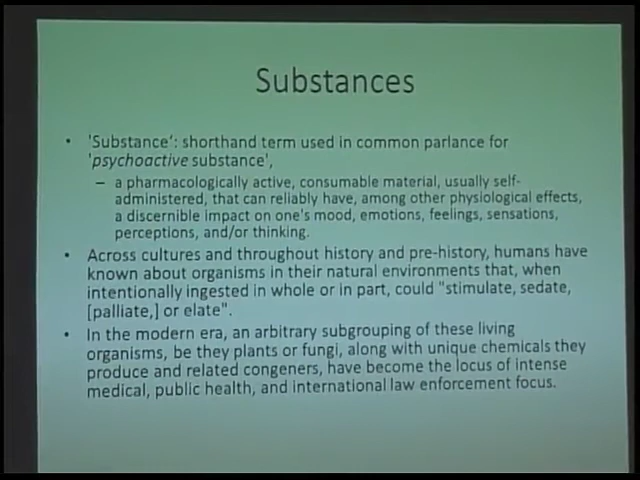 Substances
• 'Substance': shorthand term used in common parlance for
'psychoactive substance',
– a pharmacologically active, consumable material, usually self-
administered, that can reliably have, among other physiological effects,
a discernible impact on one's mood, emotions, feelings, sensations,
perceptions, and/or thinking.
• Across cultures and throughout history and pre-history, humans have
known about organisms in their natural environments that, when
intentionally ingested in whole or in part, could "stimulate, sedate,
[palliate,] or elate".
• In the modern era, an arbitrary subgrouping of these living
organisms, be they plants or fungi, along with unique chemicals they
produce and related congeners, have become the locus of intense
medical, public health, and international law enforcement focus.